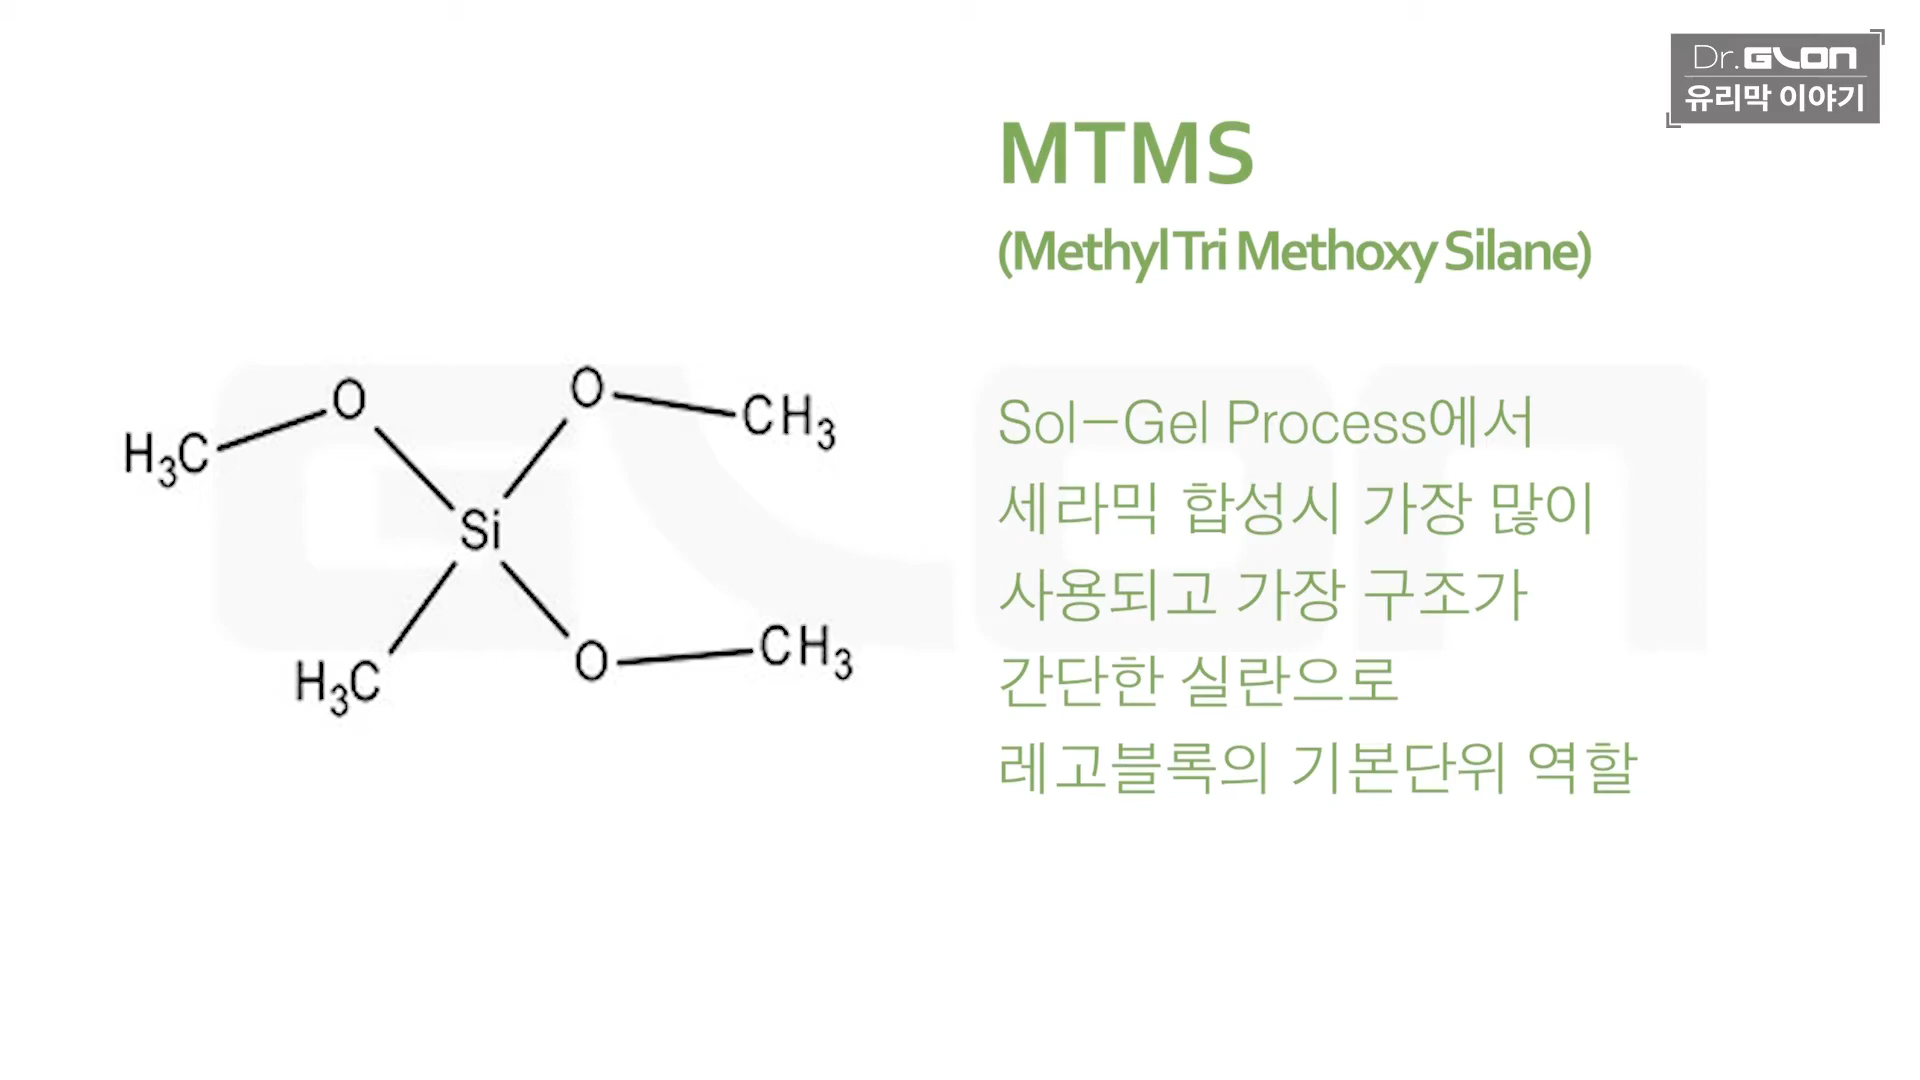 Dr.GLON
유리막 이야기
MTMS
(Methyl Tri Methoxy Silane)
O
O
CH3
H3C
Si
O
CH3
H3C
Sol-Gel Process에서
세라믹 합성시 가장 많이
사용되고 가장 구조가
간단한 실란으로
레고블록의 기본단위 역할
GLON